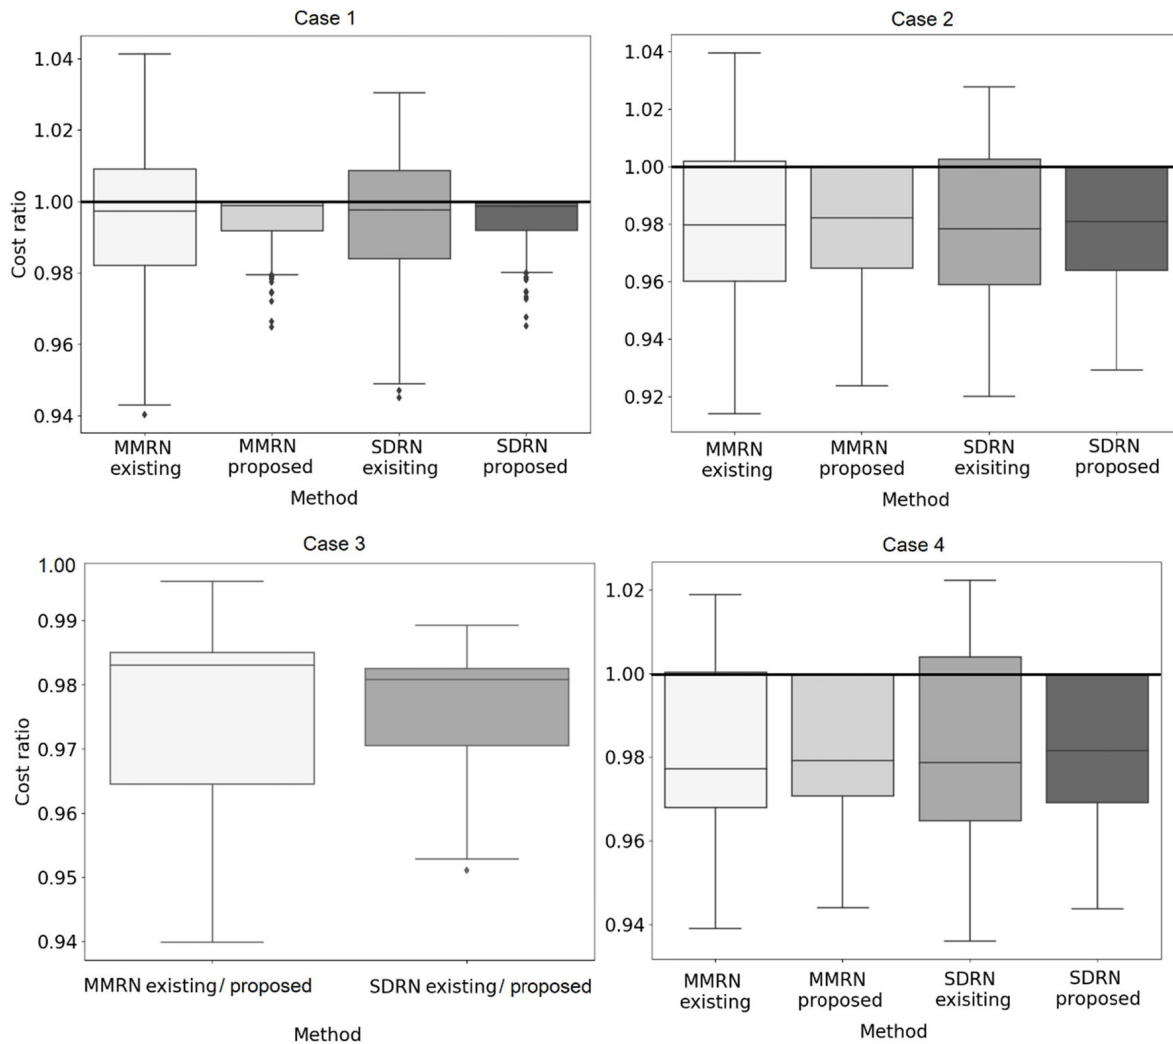 Case 1
1.04
1.02
1.00
0.98
0.96
0.94
Cost ratio
MMRN existing
MMRN proposed
SDRN exisiting
SDRN proposed
Method
Case 2
1.04
1.02
1.00
0.98
0.96
0.94
0.92
MMRN existing
MMRN proposed
SDRN exisiting
SDRN proposed
Method
Case 3
1.00
0.99
0.98
0.97
0.96
0.95
0.94
Cost ratio
MMRN existing/ proposed
SDRN existing/ proposed
Method
Case 4
1.02
1.00
0.98
0.96
0.94
MMRN existing
MMRN proposed
SDRN exisiting
SDRN proposed
Method